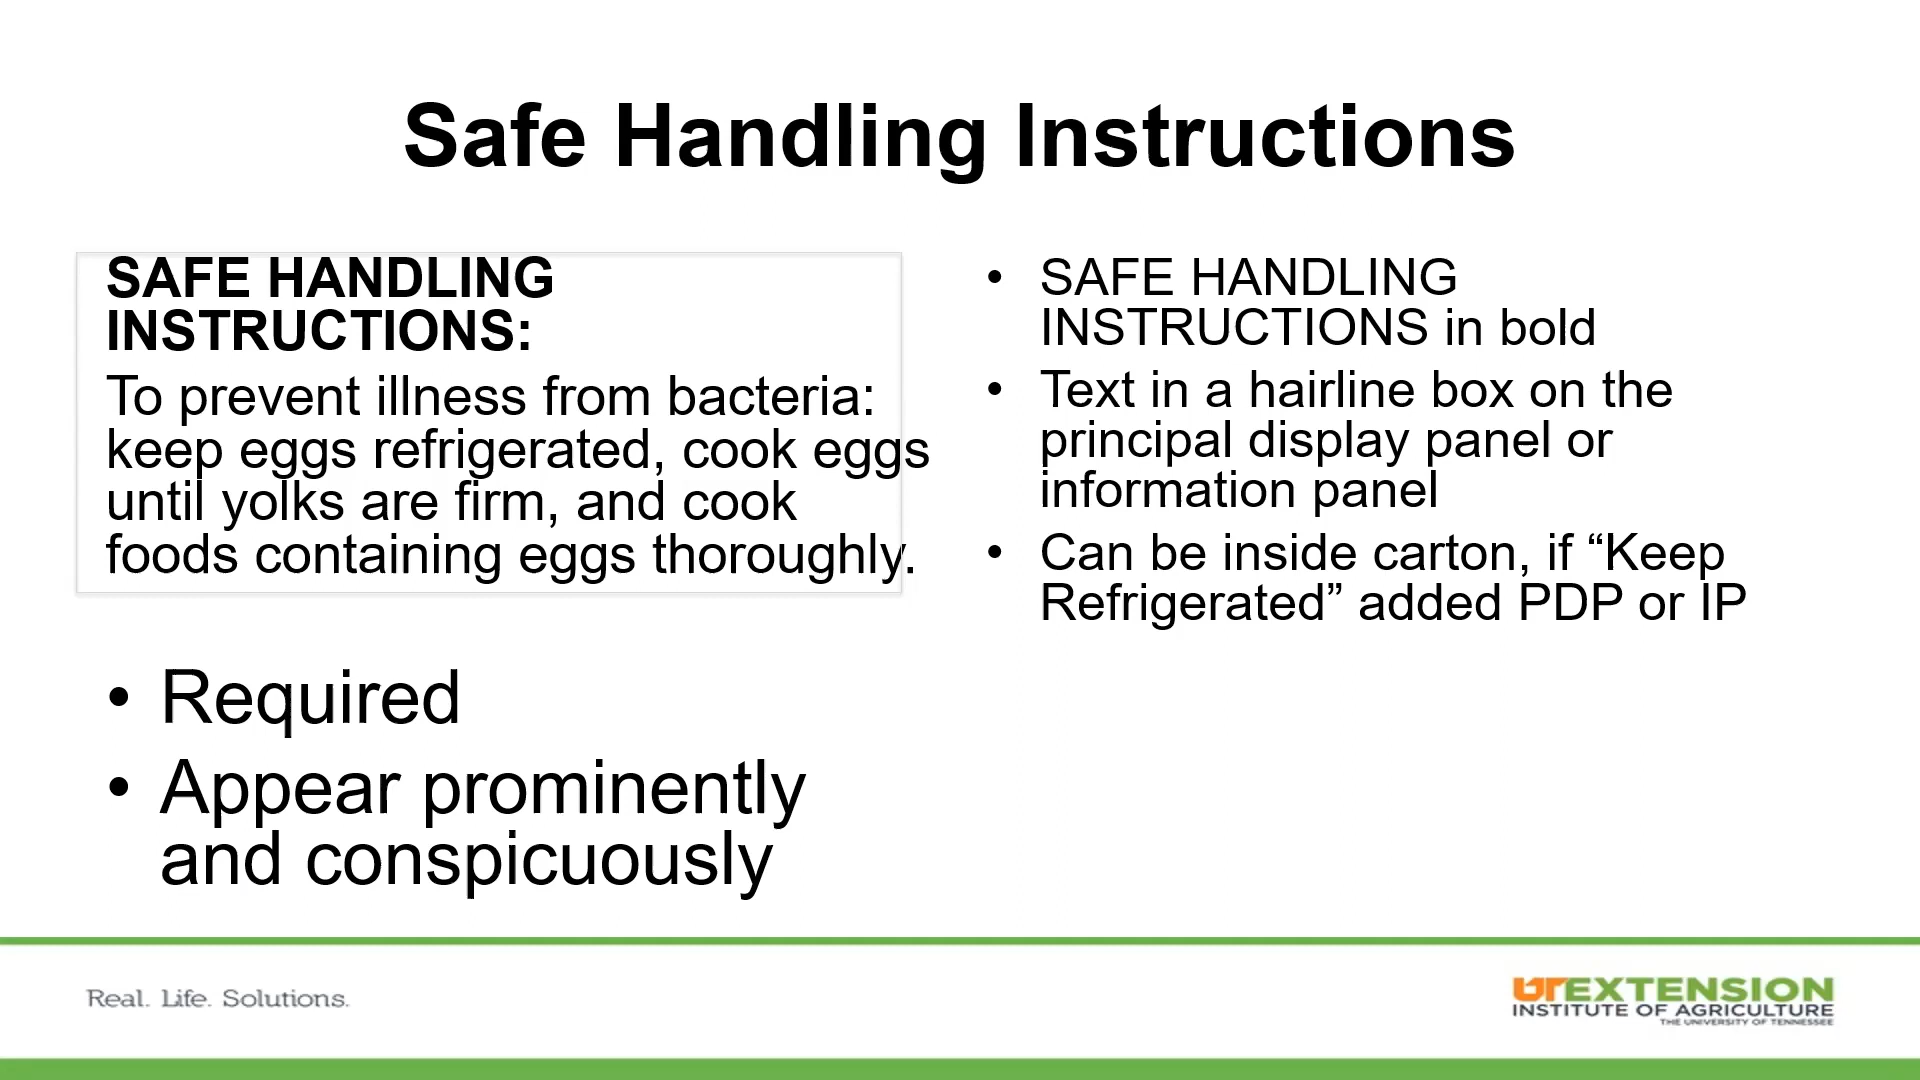 Safe Handling Instructions
SAFE HANDLING
INSTRUCTIONS:
To prevent illness from bacteria:
keep eggs refrigerated, cook eggs
until yolks are firm, and cook
foods containing eggs thoroughly.
• Required
• Appear prominently
and conspicuously
• SAFE HANDLING
INSTRUCTIONS in bold
• Text in a hairline box on the
principal display panel or
information panel
• Can be inside carton, if “Keep
Refrigerated” added PDP or IP
Real. Life. Solutions.
UTEXTENSION
INSTITUTE OF AGRICULTURE
THE UNIVERSITY OF TENNESSEE